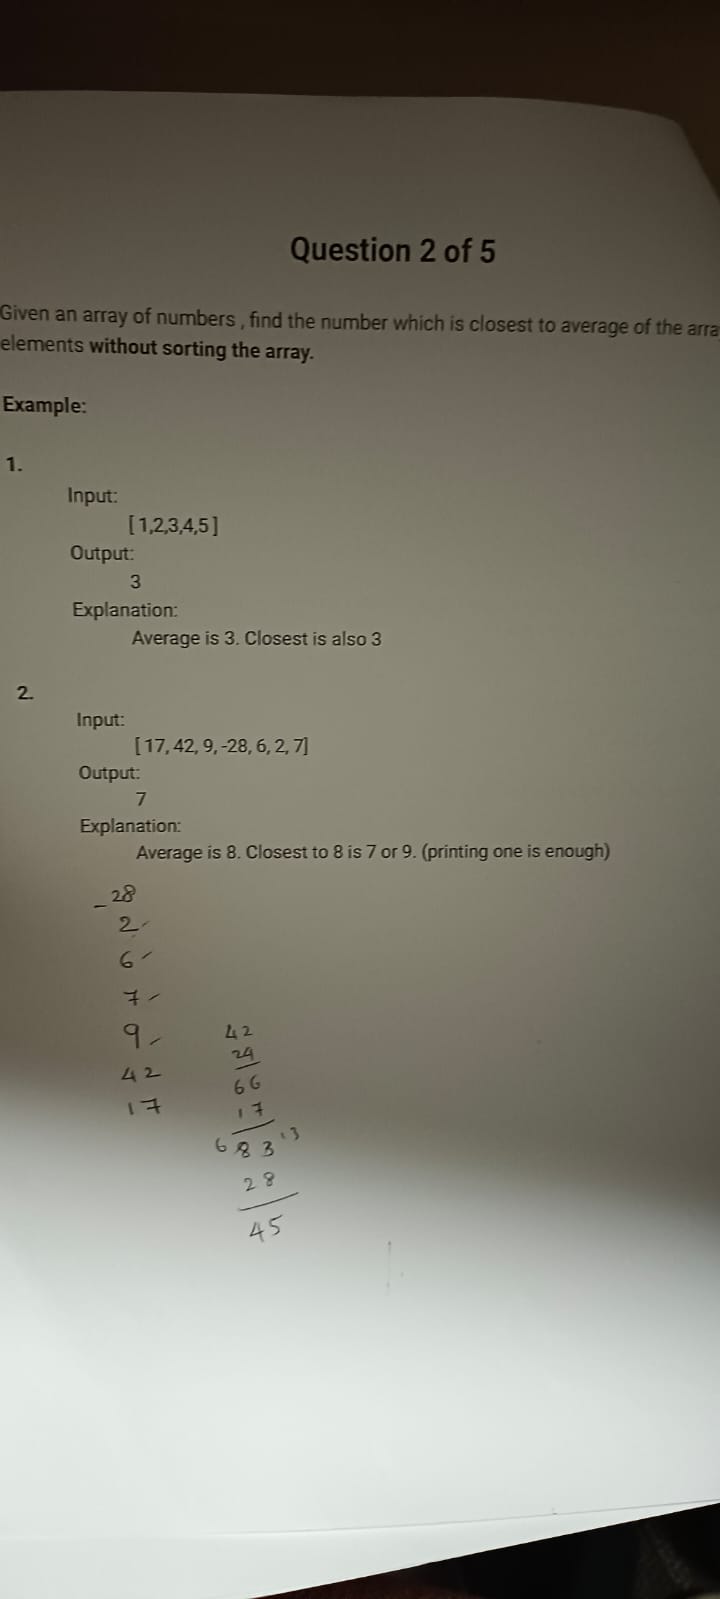 Question 2 of 5
Given an array of numbers , find the number which is closest to average of the arra
elements without sorting the array.
Example:
1.
Input:
[ 1,2,3,4,5 ]
Output:
3
Explanation:
Average is 3. Closest is also 3
2.
Input:
[ 17, 42, 9, -28, 6, 2, 7]
Output:
7
Explanation:
Average is 8. Closest to 8 is 7 or 9. (printing one is enough)
- 28
2
6
7
9
42
17
42
24
66
17
6 8 3 13
28
45